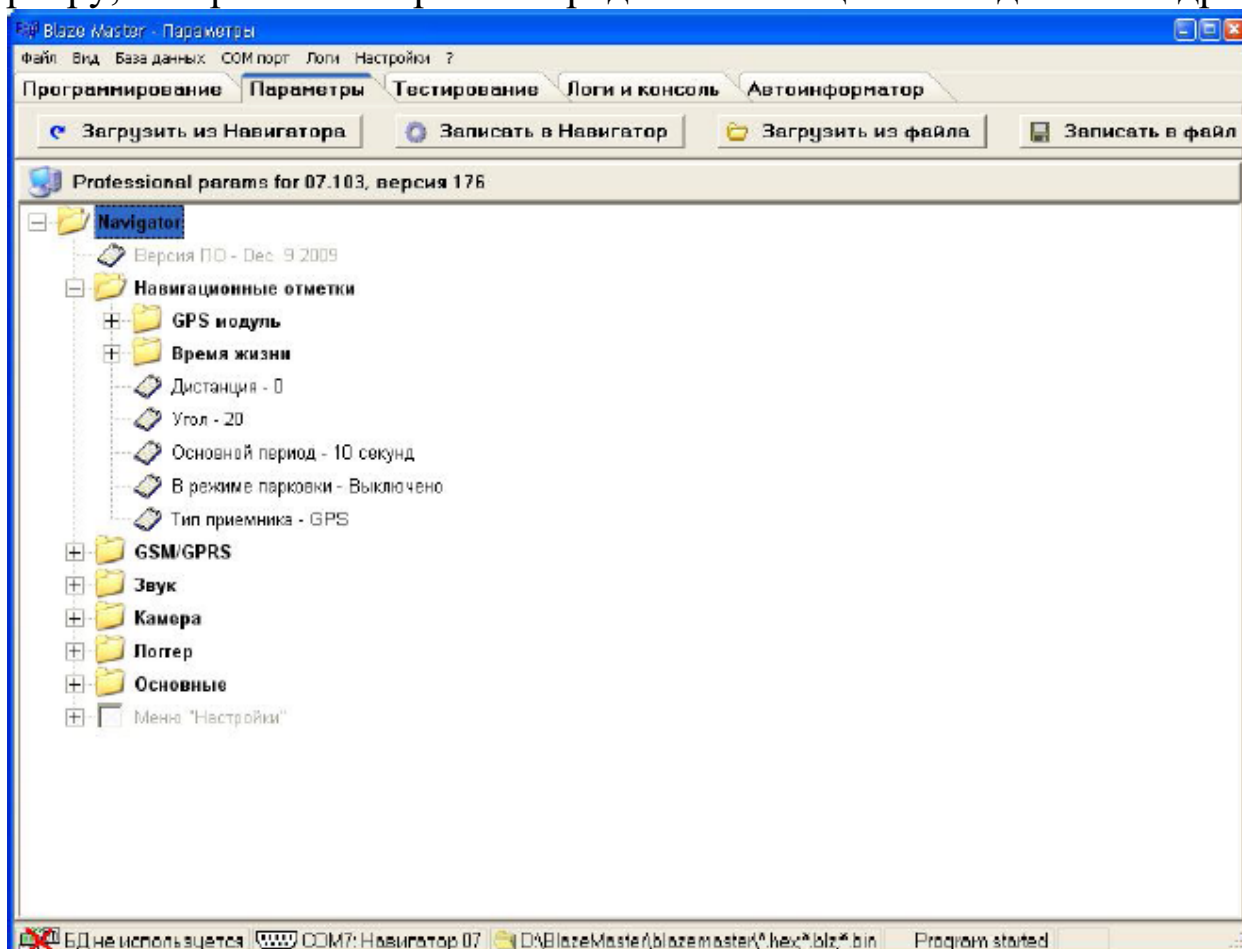 Blaze Master - Параметры
Файл Вид База данных COM порт Логи Настройки ?
Программирование Параметры Тестирование Логи и консоль Автоинформатор
Загрузить из Навигатора Записать в Навигатор Загрузить из файла Записать в файл
Professional params for 07.103, версия 176
Navigator
Версия ПО - Dec 9 2009
Навигационные отметки
GPS модуль
Время жизни
Дистанция - 0
Угол - 20
Основной период - 10 секунд
В режиме парковки - Выключено
Тип приемника - GPS
GSM/GPRS
Звук
Камера
Логгер
Основные
Меню "Настройки"
БД не используется COM7: Навигатор 07 D:\BlazeMaster\blazemaster\*.hex;*.blz;*.bin Program started